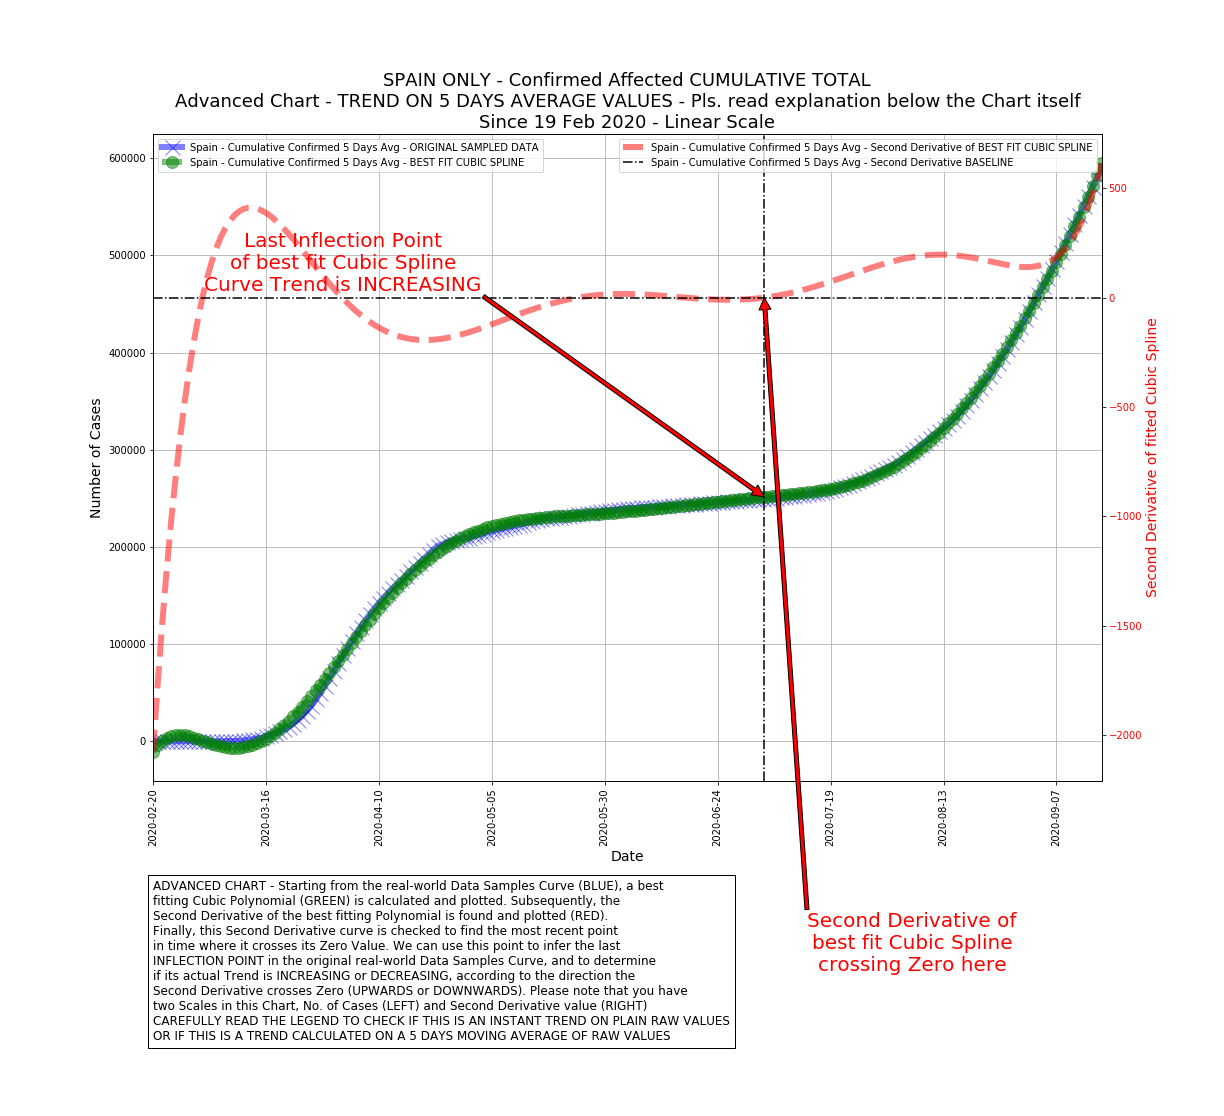 SPAIN ONLY - Confirmed Affected CUMULATIVE TOTAL
Advanced Chart - TREND ON 5 DAYS AVERAGE VALUES - Pls. read explanation below the Chart itself
Since 19 Feb 2020 - Linear Scale
Spain - Cumulative Confirmed 5 Days Avg - ORIGINAL SAMPLED DATA
Spain - Cumulative Confirmed 5 Days Avg - BEST FIT CUBIC SPLINE
Spain - Cumulative Confirmed 5 Days Avg - Second Derivative of BEST FIT CUBIC SPLINE
Spain - Cumulative Confirmed 5 Days Avg - Second Derivative BASELINE
Number of Cases
600000
500000
400000
300000
200000
100000
0
Last Inflection Point
of best fit Cubic Spline
Curve Trend is INCREASING
500
0
−500
−1000
−1500
−2000
Second Derivative of fitted Cubic Spline
2020-02-20
2020-03-16
2020-04-10
2020-05-05
2020-05-30
2020-06-24
2020-07-19
2020-08-13
2020-09-07
Date
ADVANCED CHART - Starting from the real-world Data Samples Curve (BLUE), a best
fitting Cubic Polynomial (GREEN) is calculated and plotted. Subsequently, the
Second Derivative of the best fitting Polynomial is found and plotted (RED).
Finally, this Second Derivative curve is checked to find the most recent point
in time where it crosses its Zero Value. We can use this point to infer the last
INFLECTION POINT in the original real-world Data Samples Curve, and to determine
if its actual Trend is INCREASING or DECREASING, according to the direction the
Second Derivative crosses Zero (UPWARDS or DOWNWARDS). Please note that you have
two Scales in this Chart, No. of Cases (LEFT) and Second Derivative value (RIGHT)
CAREFULLY READ THE LEGEND TO CHECK IF THIS IS AN INSTANT TREND ON PLAIN RAW VALUES
OR IF THIS IS A TREND CALCULATED ON A 5 DAYS MOVING AVERAGE OF RAW VALUES
Second Derivative of
best fit Cubic Spline
crossing Zero here